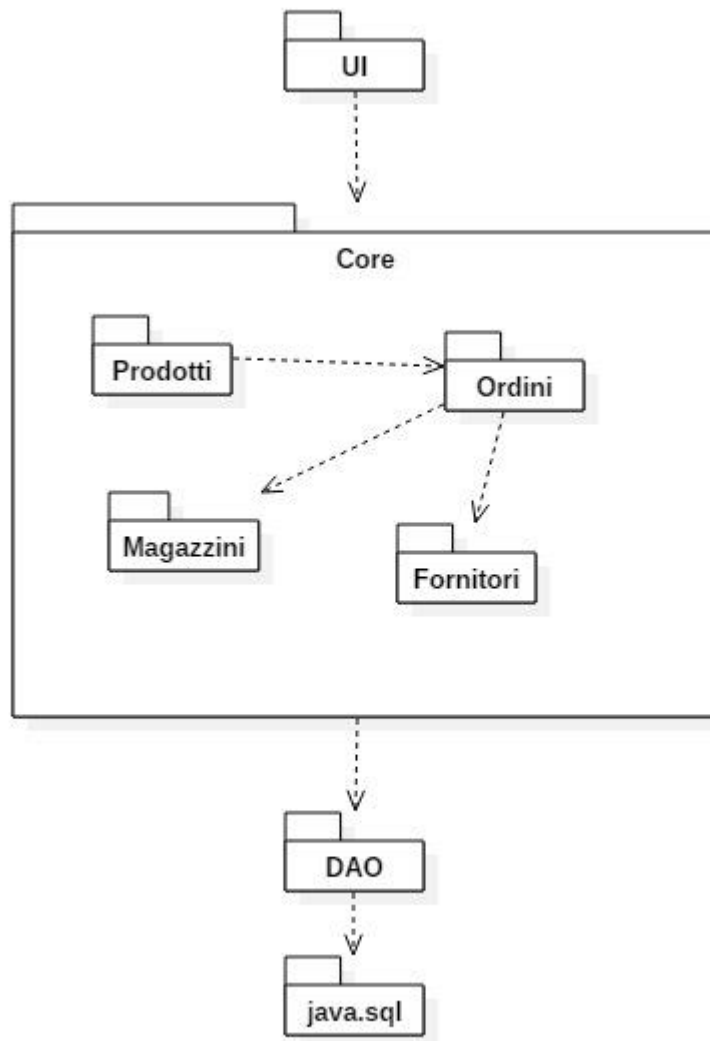 UI
Core
Prodotti
Ordini
Magazzini
Fornitori
DAO
java.sql